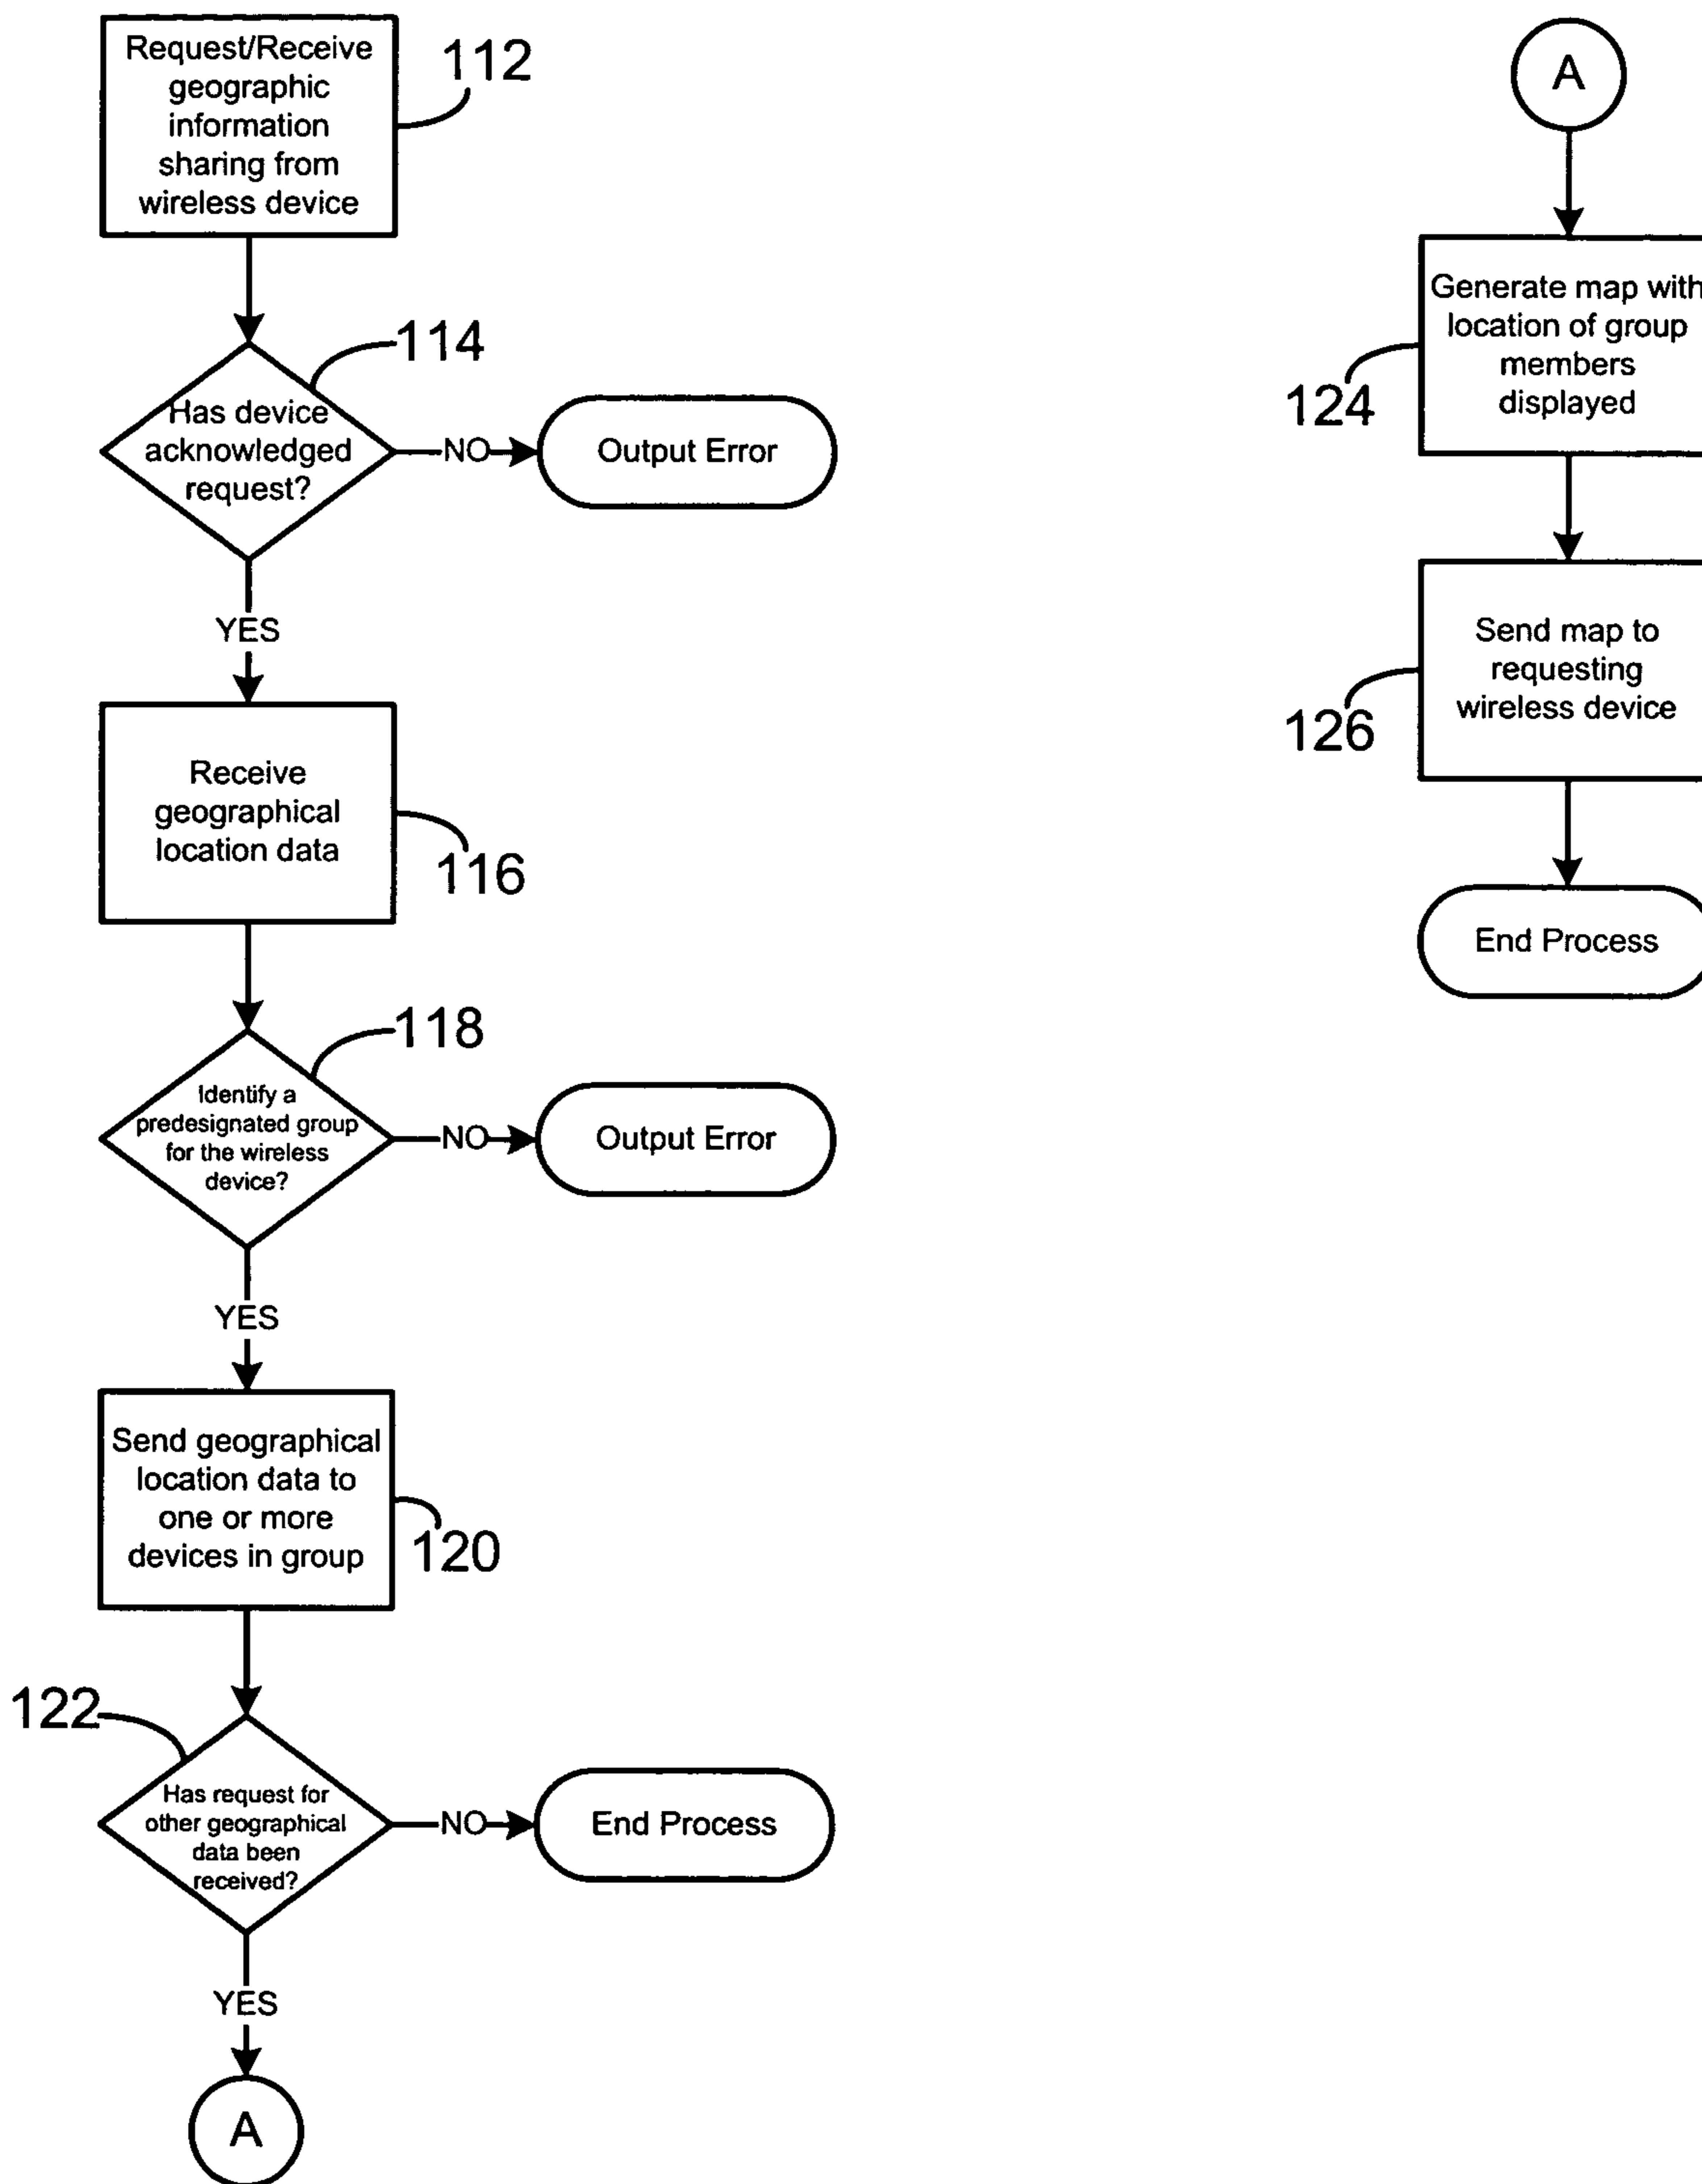 Request/Receive
geographic
information
sharing from
wireless device
112
114
Has device
acknowledged
request?
NO
Output Error
YES
Receive
geographical
location data
116
118
Identify a
predesignated group
for the wireless
device?
NO
Output Error
YES
Send geographical
location data to
one or more
devices in group
120
122
Has request for
other geographical
data been
received?
NO
End Process
YES
A
A
Generate map with
location of group
members
displayed
124
Send map to
requesting
wireless device
126
End Process